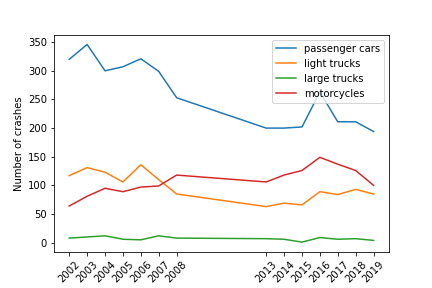 350
300
250
200
150
100
50
0
Number of crashes
passenger cars
light trucks
large trucks
motorcycles
2002 2003 2004 2005 2006 2007 2008 2013 2014 2015 2016 2017 2018 2019